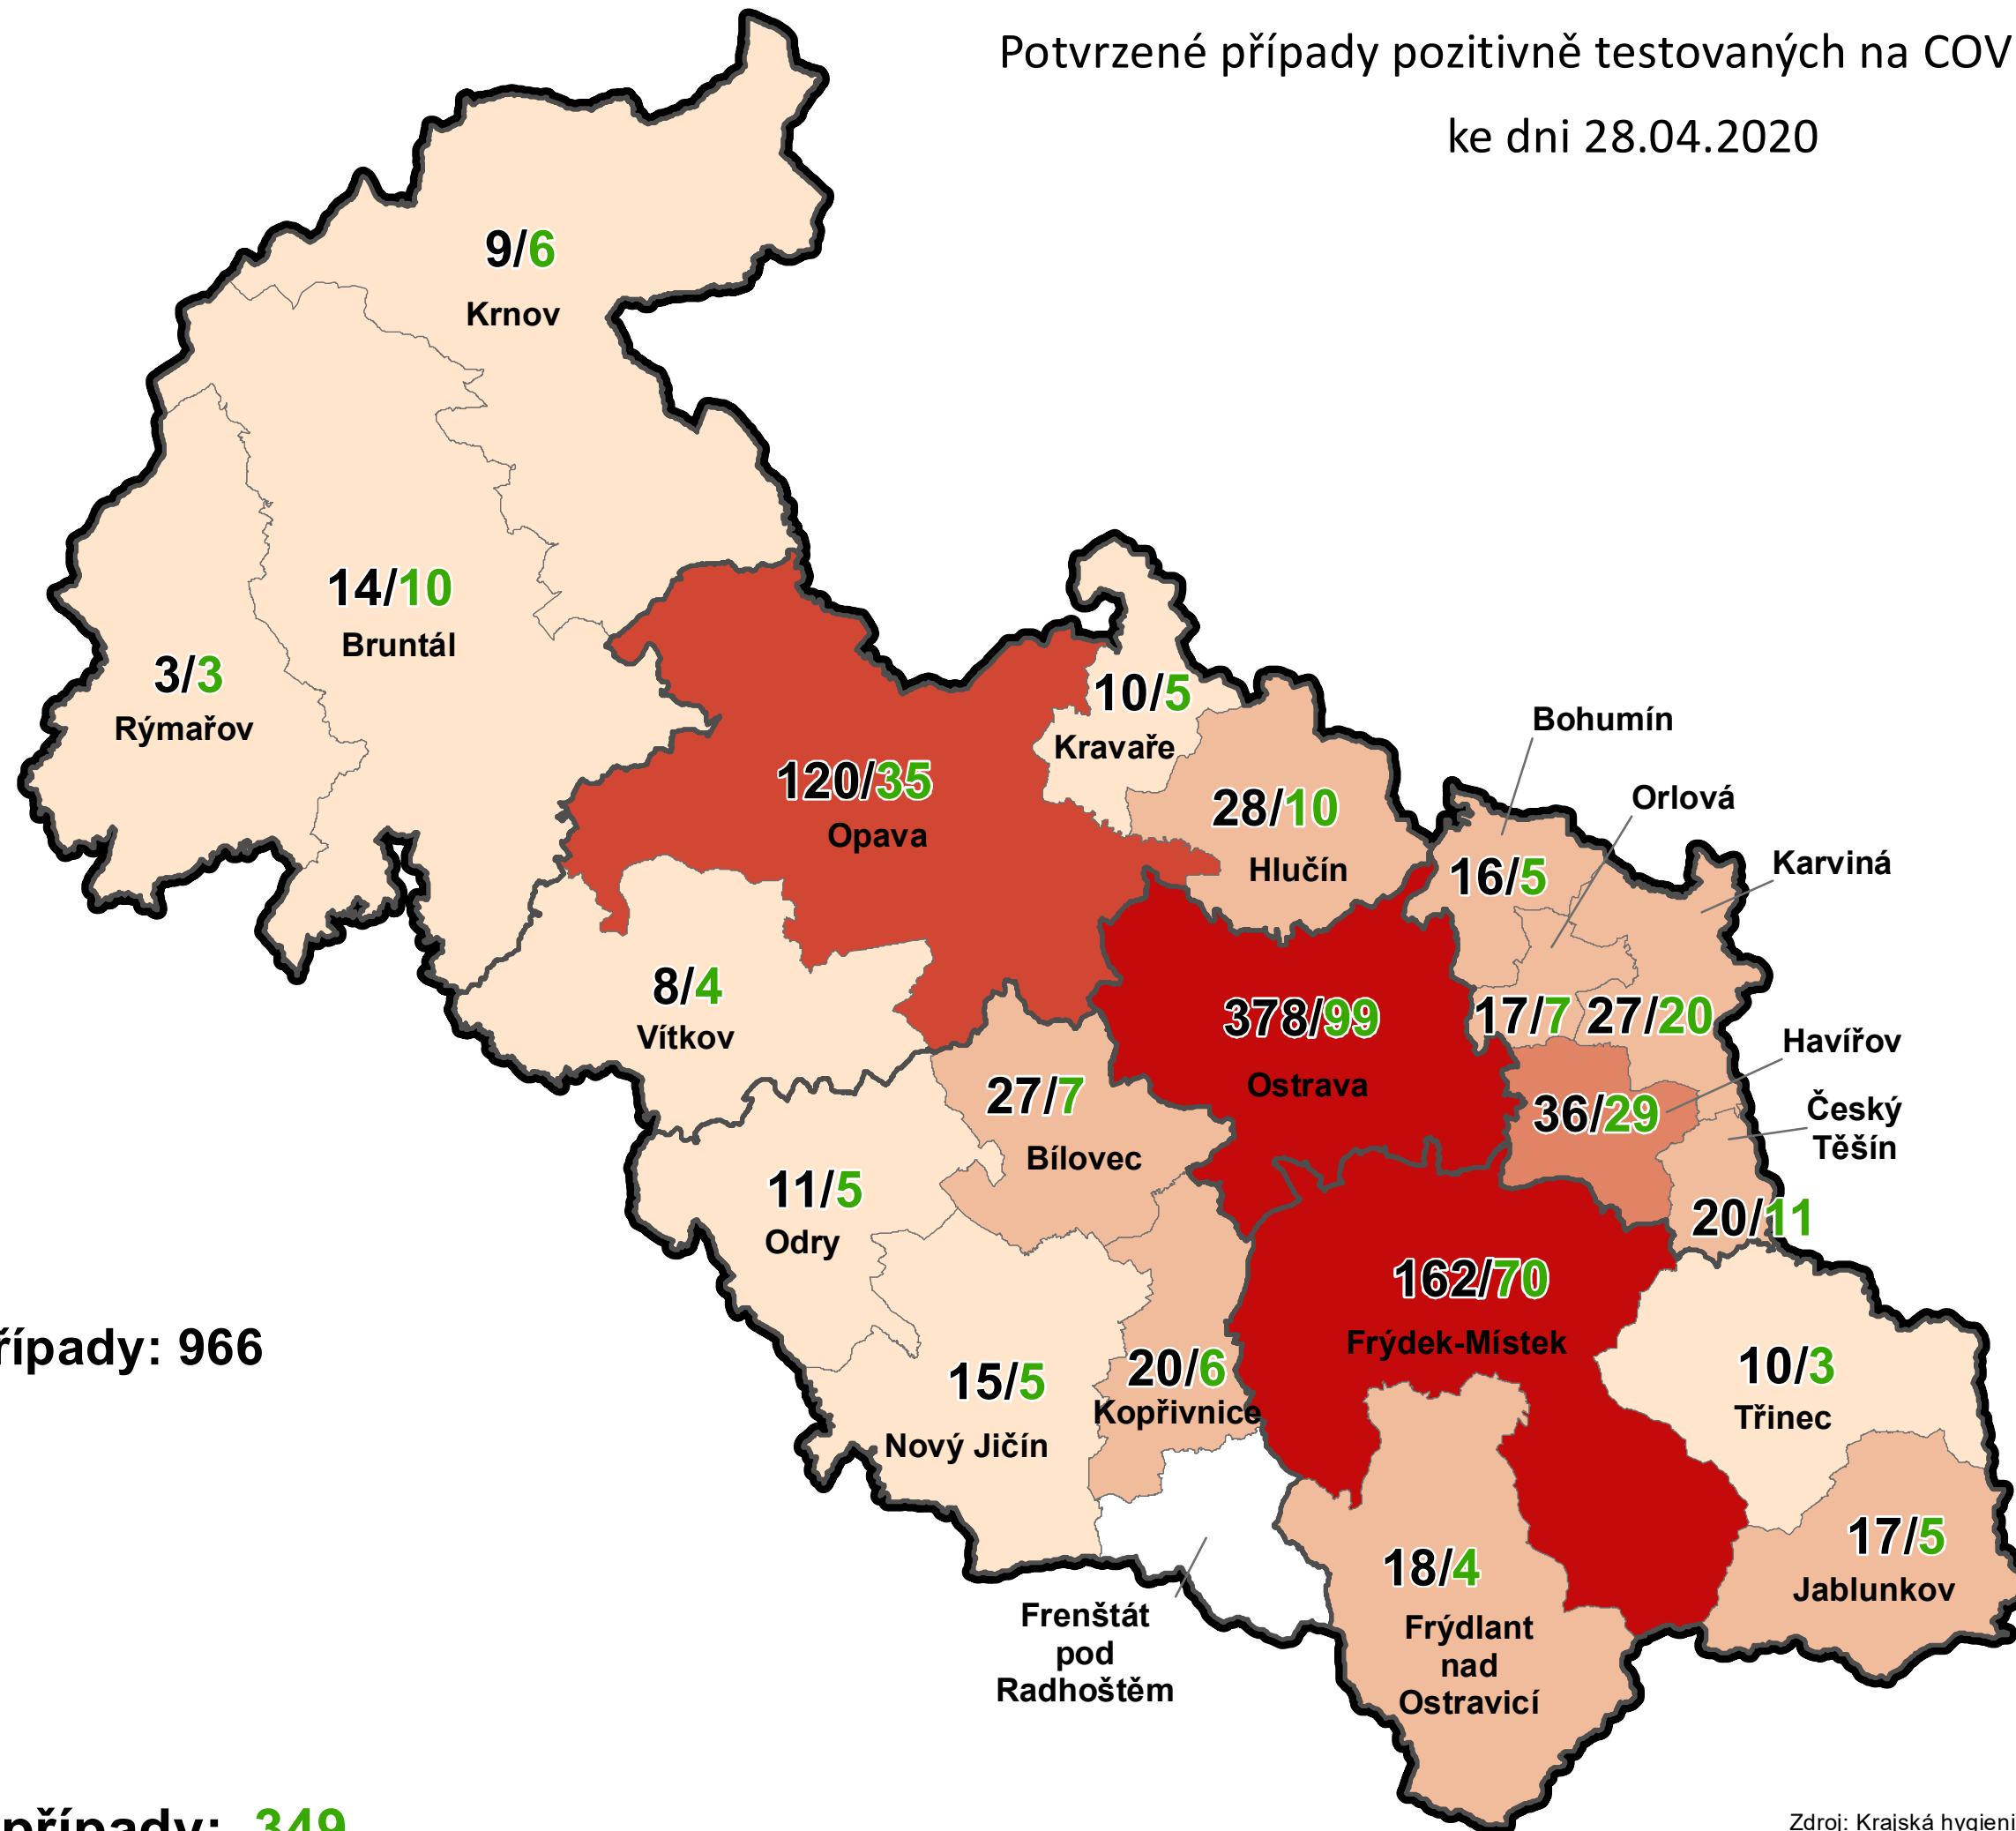 Potvrzené případy pozitivně testovaných na COV
ke dni 28.04.2020
9/6
Krnov
14/10
Bruntál
3/3
Rýmařov
10/5
Kravaře
120/35
Opava
28/10
Hlučín
Bohumín
Orlová
Karviná
16/5
8/4
Vítkov
378/99
Ostrava
17/7
27/20
Havířov
27/7
Bílovec
36/29
Český
Těšín
11/5
Odry
20/11
162/70
Frýdek-Místek
řípady: 966
15/5
Nový Jičín
20/6
Kopřivnice
10/3
Třinec
17/5
Jablunkov
18/4
Frýdlant
nad
Ostravicí
Frenštát
pod
Radhoštěm
případy: 349
Zdroj: Krajská hygieni